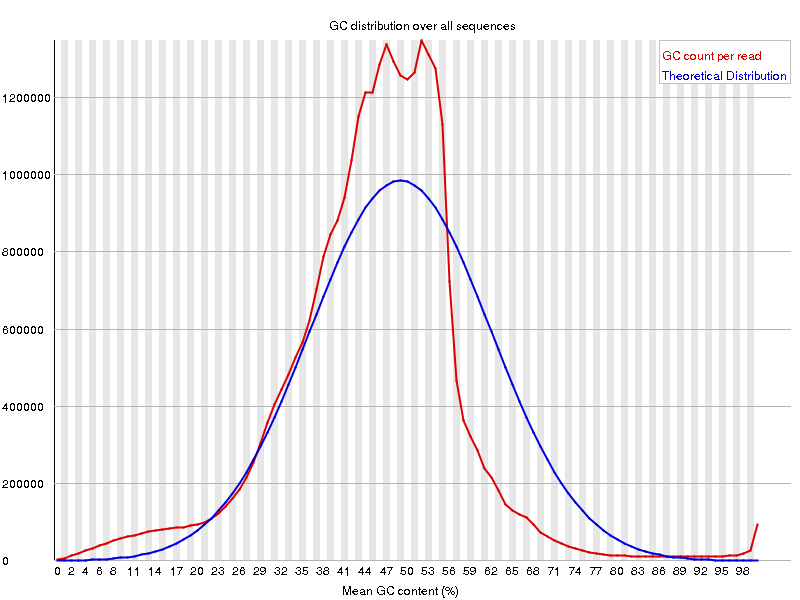 GC distribution over all sequences
GC count per read
Theoretical Distribution
1200000
1000000
800000
600000
400000
200000
0
0 2 4 6 8 11 14 17 20 23 26 29 32 35 38 41 44 47 50 53 56 59 62 65 68 71 74 77 80 83 86 89 92 95 98
Mean GC content (%)